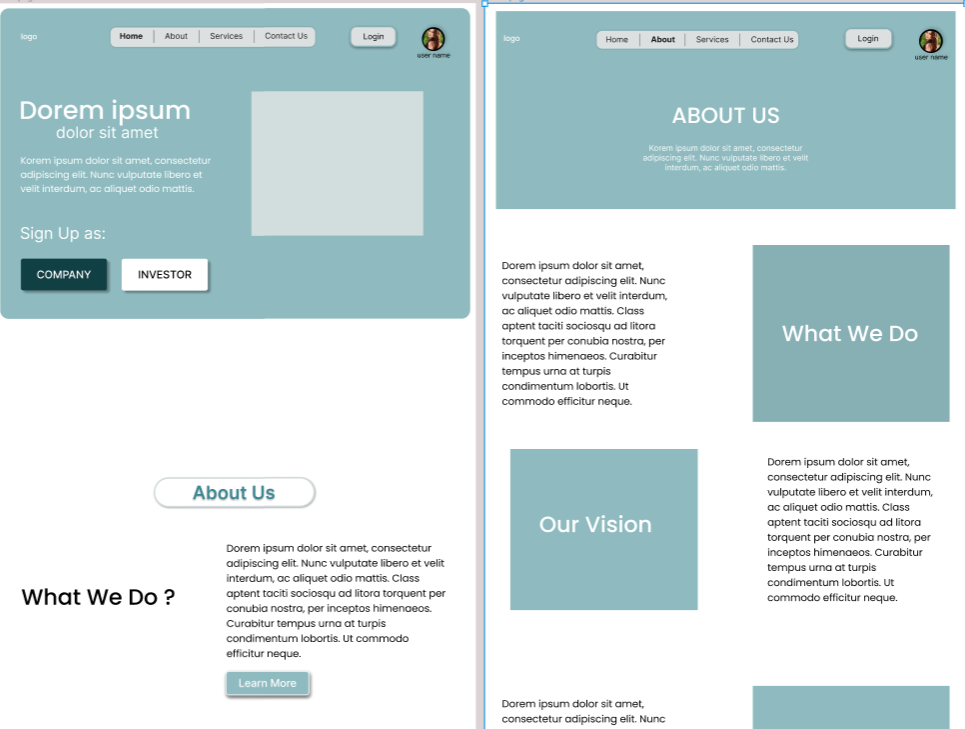 logo
Home
About
Services
Contact Us
Login
user name
Dorem ipsum
dolor sit amet
Korem ipsum dolor sit amet, consectetur
adipiscing elit. Nunc vulputate libero et
velit interdum, ac aliquet odio mattis.
Sign Up as:
COMPANY
INVESTOR
About Us
What We Do ?
Dorem ipsum dolor sit amet, consectetur
adipiscing elit. Nunc vulputate libero et velit
interdum, ac aliquet odio mattis. Class
aptent taciti sociosqu ad litora torquent per
conubia nostra, per inceptos himenaeos.
Curabitur tempus urna at turpis
condimentum lobortis. Ut commodo
efficitur neque.
Learn More
logo
Home
About
Services
Contact Us
Login
user name
ABOUT US
Korem ipsum dolor sit amet, consectetur
adipiscing elit. Nunc vulputate libero et velit
interdum, ac aliquet odio mattis.
Dorem ipsum dolor sit amet,
consectetur adipiscing elit. Nunc
vulputate libero et velit interdum,
ac aliquet odio mattis. Class
aptent taciti sociosqu ad litora
torquent per conubia nostra, per
inceptos himenaeos. Curabitur
tempus urna at turpis
condimentum lobortis. Ut
commodo efficitur neque.
What We Do
Our Vision
Dorem ipsum dolor sit amet,
consectetur adipiscing elit. Nunc
vulputate libero et velit interdum,
ac aliquet odio mattis. Class
aptent taciti sociosqu ad litora
torquent per conubia nostra, per
inceptos himenaeos. Curabitur
tempus urna at turpis
condimentum lobortis. Ut
commodo efficitur neque.
Dorem ipsum dolor sit amet,
consectetur adipiscing elit. Nunc